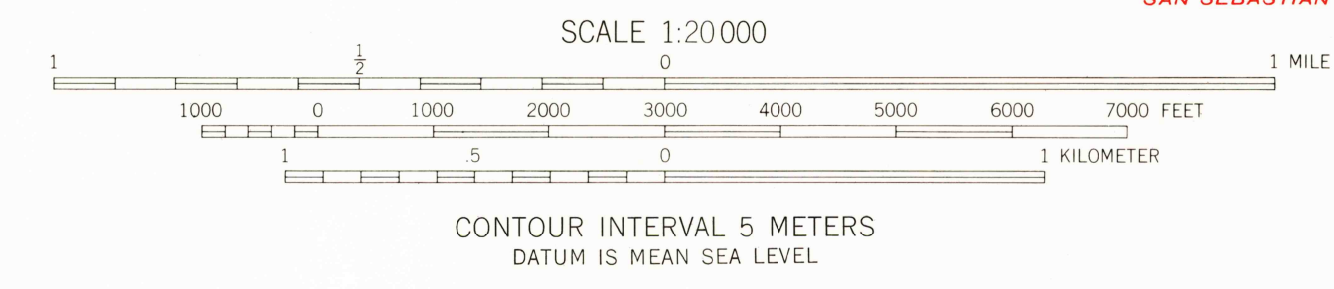 SAN SEBASTIAN
SCALE 1:20 000
1 1/2 0 1 MILE
1000 0 1000 2000 3000 4000 5000 6000 7000 FEET
1 .5 0 1 KILOMETER
CONTOUR INTERVAL 5 METERS
DATUM IS MEAN SEA LEVEL